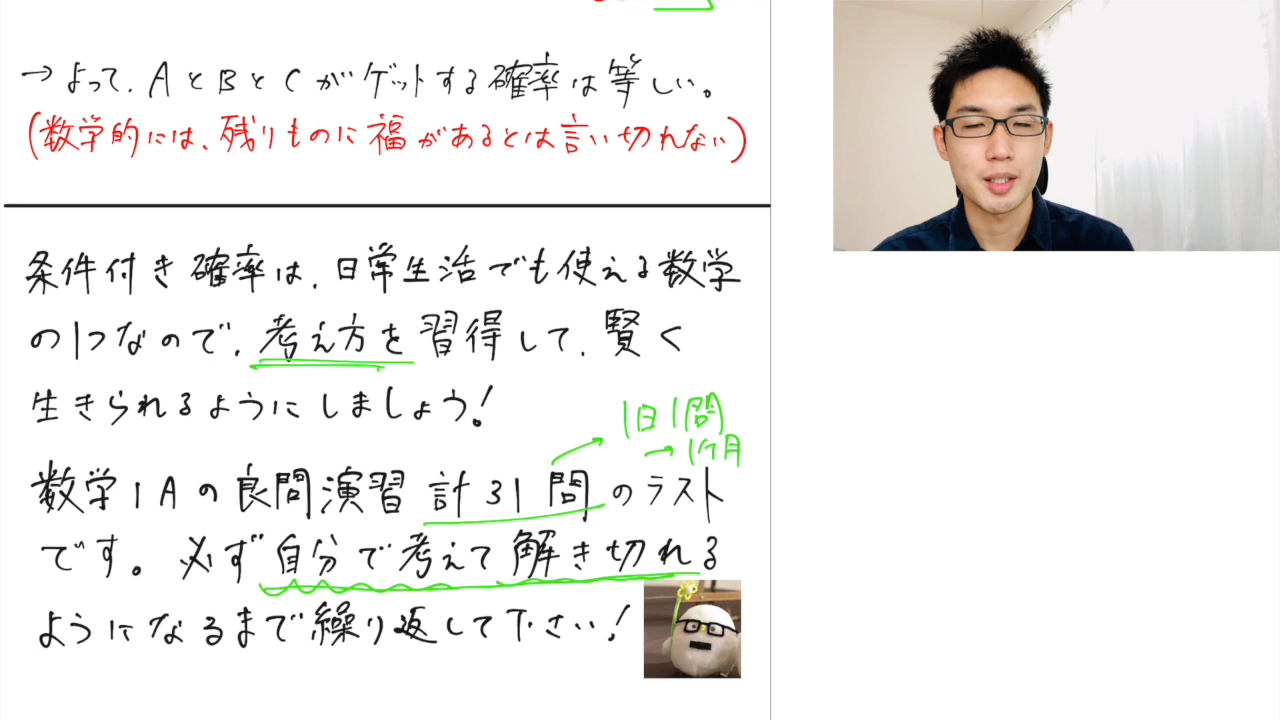 →よって、AとBとCがゲットする確率は等しい。
(数学的には、残りものに福があるとは言い切れない)
条件付き確率は、日常生活でも使える数学
の1つなので、考え方を習得して、賢く
生きられるようにしましょう!
1日1問
→1ケ月
数学1Aの良問演習 計31問のラスト
です。必ず自分で考えて解き切れる
ようになるまで繰り返して下さい!